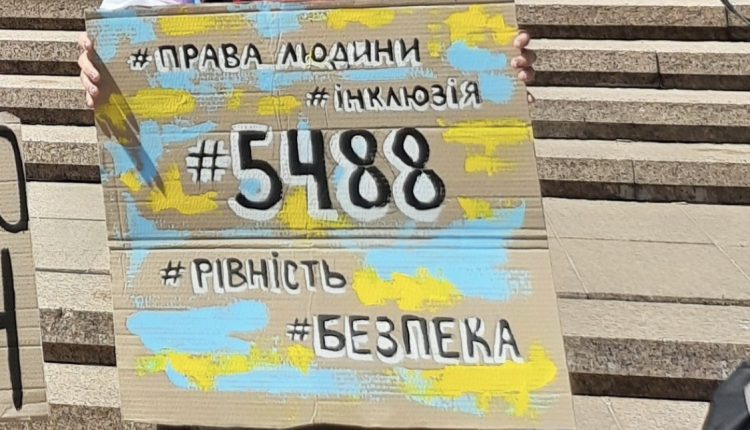 #ПРАВА ЛЮДИНИ
#ІНКЛЮЗІЯ
#5488
#РІВНІСТЬ
#БЕЗПЕКА